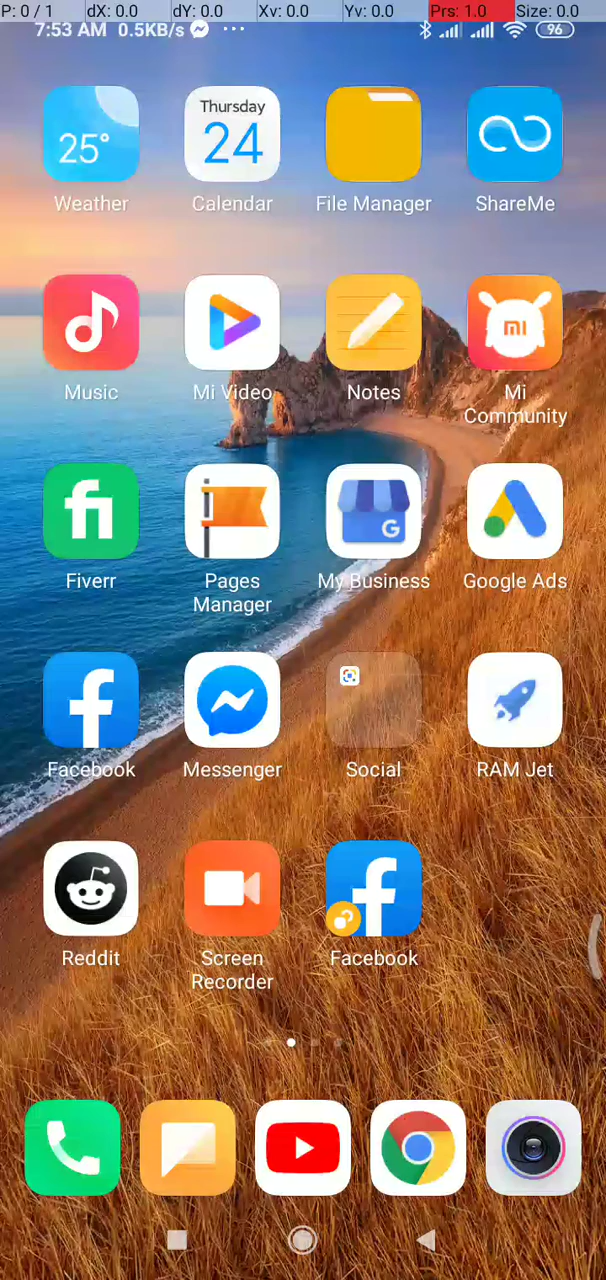 P: 0 / 1 dX: 0.0 dY: 0.0 Xv: 0.0 Yv: 0.0 Prs: 1.0 Size: 0.0
7:53 AM 0.5KB/s ... 96
25° Thursday
24
Weather Calendar File Manager ShareMe
mi
Music Mi Video Notes Mi
Community
fi G
Fiverr Pages My Business Google Ads
Manager
Facebook Messenger Social RAM Jet
Reddit Screen Facebook
Recorder